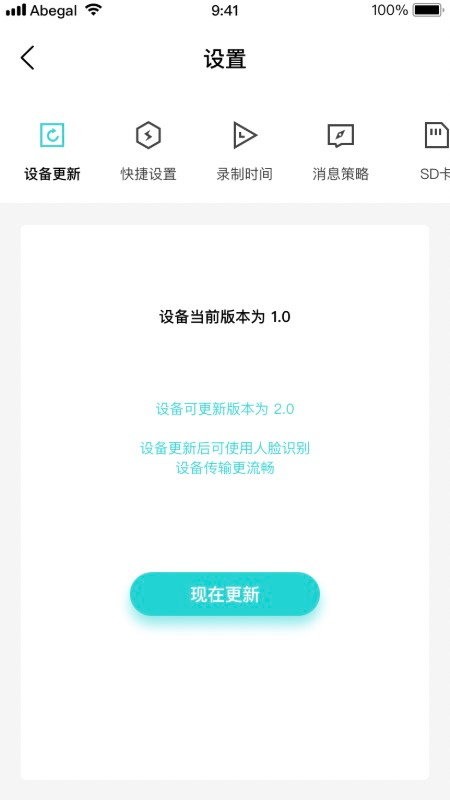 Abegal 9:41 100%
设置
设备更新 快捷设置 录制时间 消息策略 SD卡
设备当前版本为 1.0
设备可更新版本为 2.0
设备更新后可使用人脸识别
设备传输更流畅
现在更新